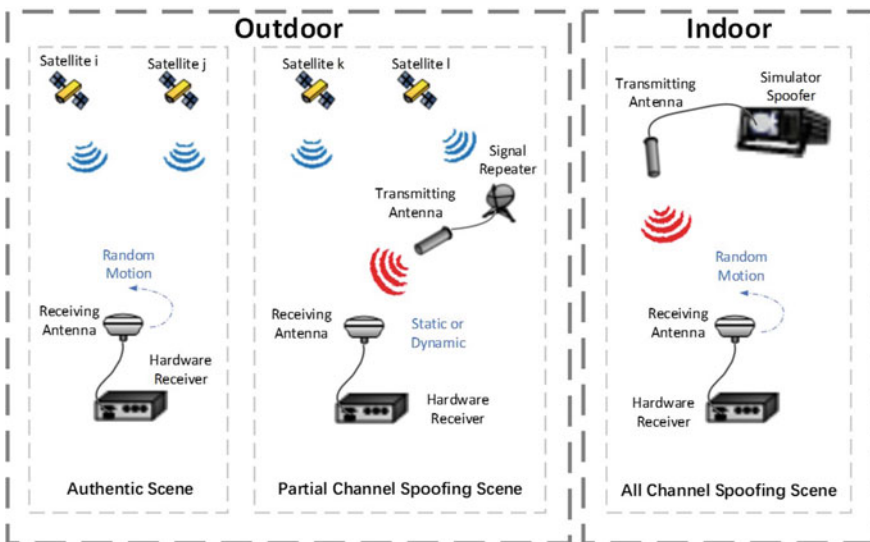 Outdoor
Satellite i
Satellite j
Random
Motion
Receiving
Antenna
Hardware
Receiver
Authentic Scene
Satellite k
Satellite l
Signal
Repeater
Transmitting
Antenna
Receiving
Antenna
Static or
Dynamic
Hardware
Receiver
Partial Channel Spoofing Scene
Indoor
Transmitting
Antenna
Simulator
Spoofer
Random
Motion
Receiving
Antenna
Hardware
Receiver
All Channel Spoofing Scene